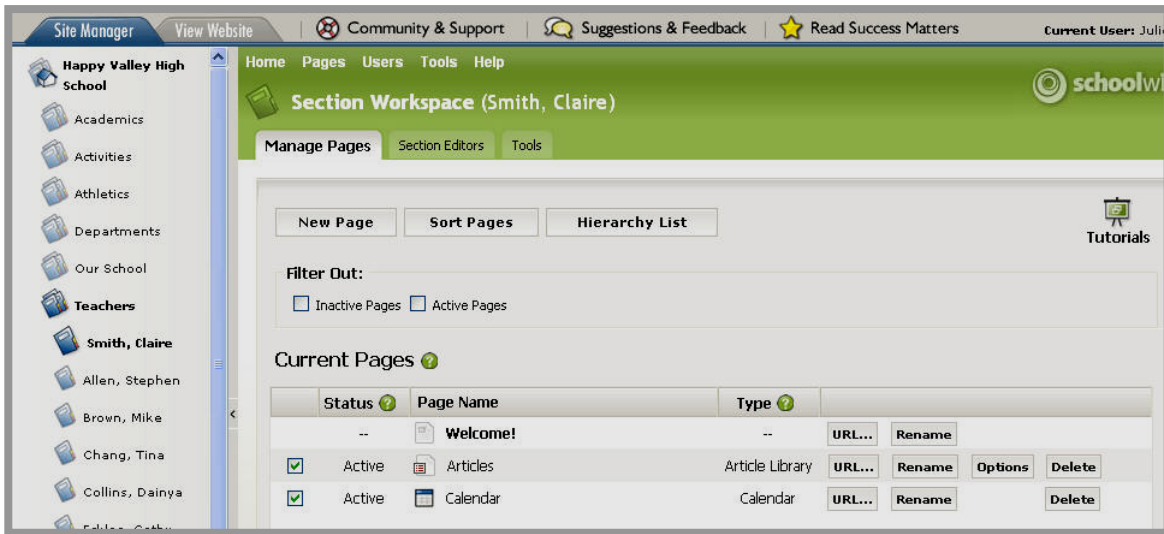 Site Manager View Website Community & Support Suggestions & Feedback Read Success Matters Current User:
Happy Valley High
School
Academics
Activities
Athletics
Departments
Our School
Teachers
Smith, Claire
Allen, Stephen
Brown, Mike
Chang, Tina
Collins, Dainya
Home Pages Users Tools Help
Section Workspace (Smith, Claire)
schoolwi
Manage Pages Section Editors Tools
New Page Sort Pages Hierarchy List
Tutorials
Filter Out:
Inactive Pages Active Pages
Current Pages ?
Status ? Page Name Type ?
-- Welcome! -- URL... Rename
Active Articles Article Library URL... Rename Options Delete
Active Calendar Calendar URL... Rename Delete